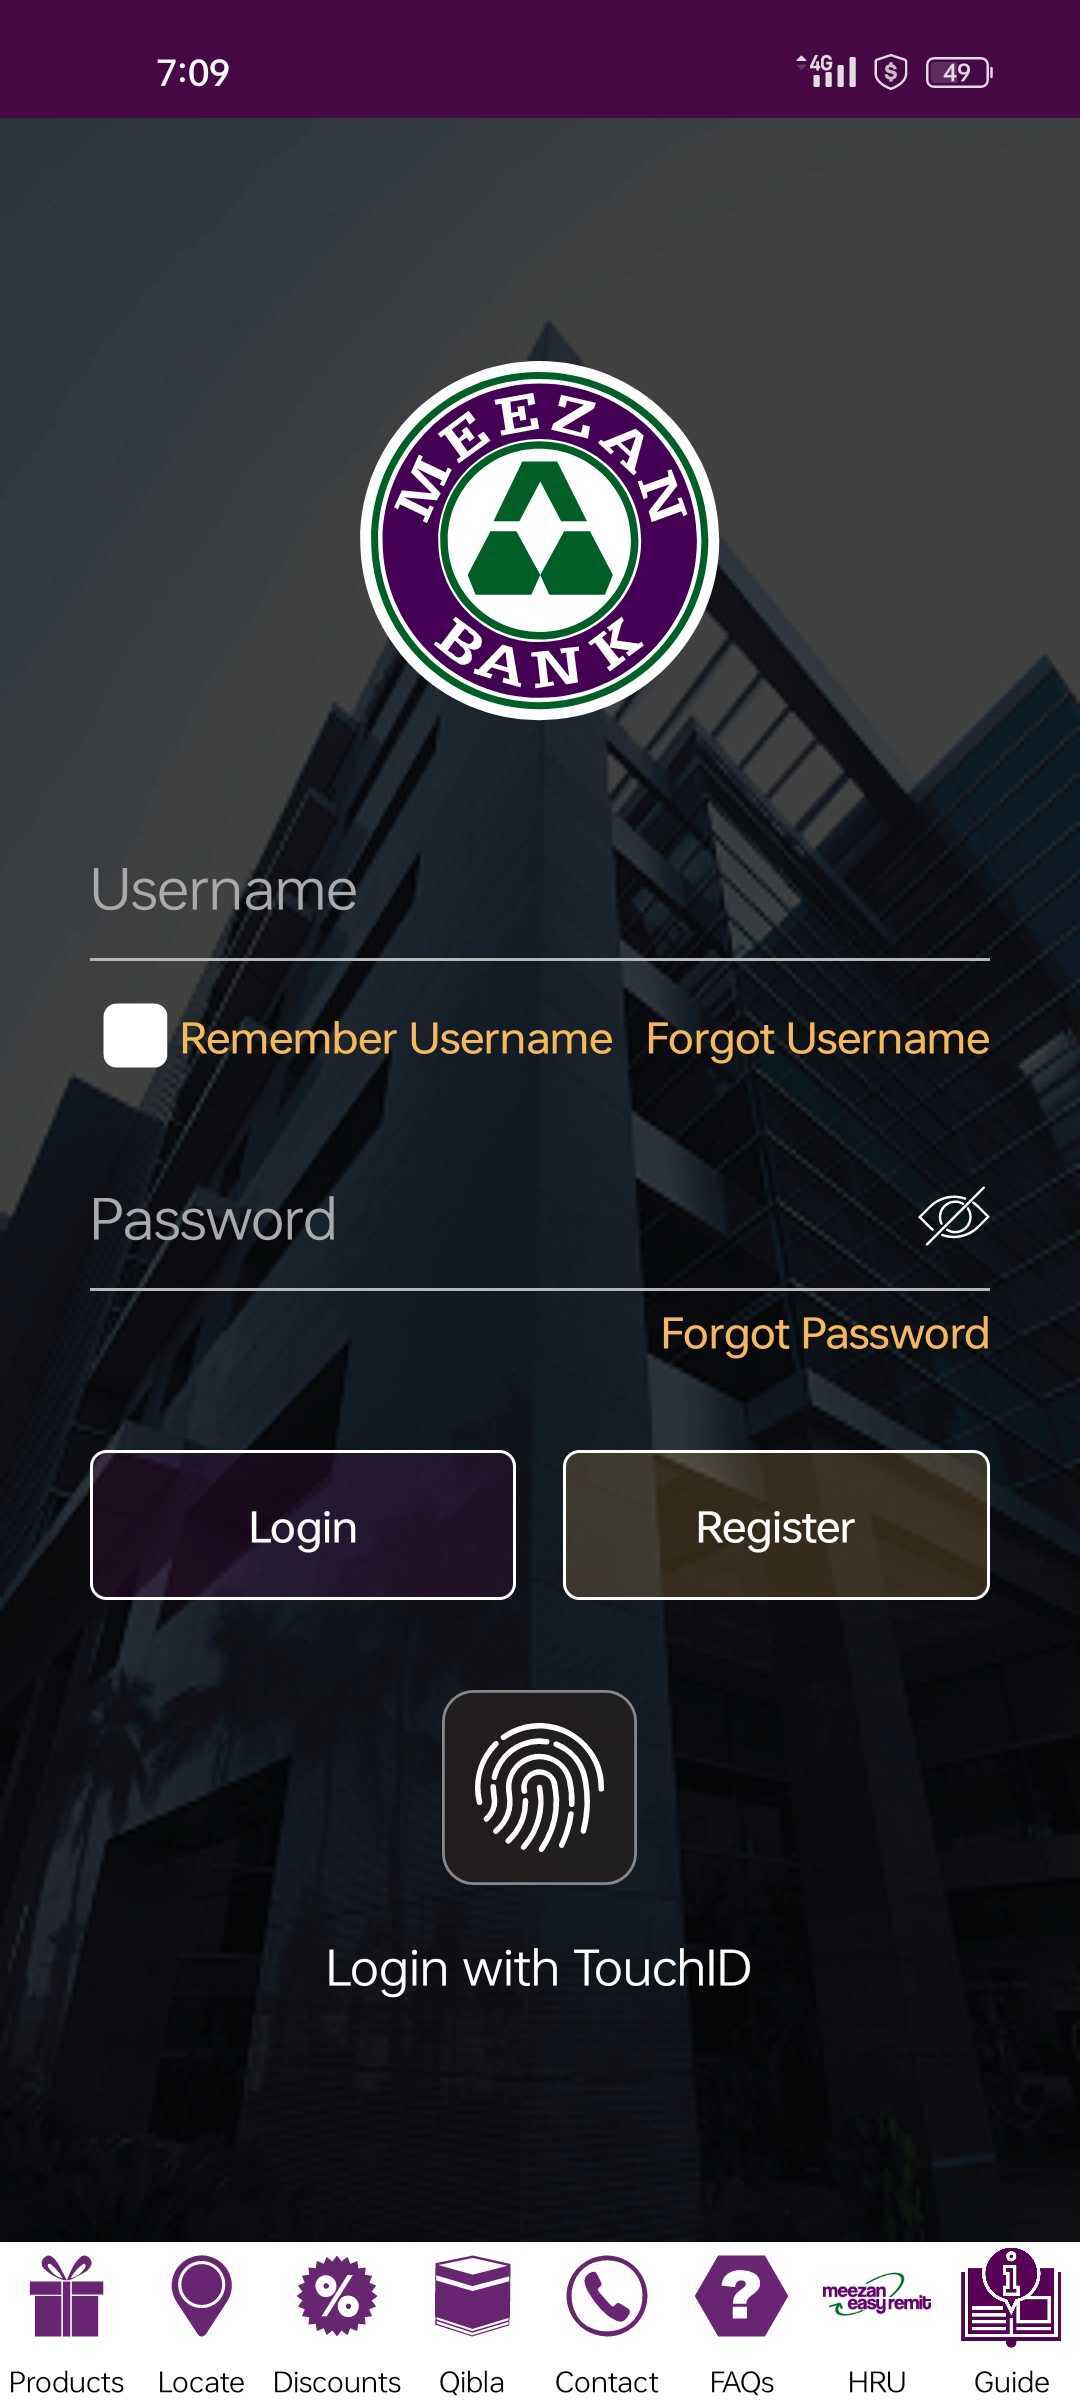 7:09
4G
$
49
MEEZAN
BANK
Username
Remember Username Forgot Username
Password
Forgot Password
Login Register
Login with TouchID
%
?
meezan
easy remit
i
Products Locate Discounts Qibla Contact FAQs HRU Guide